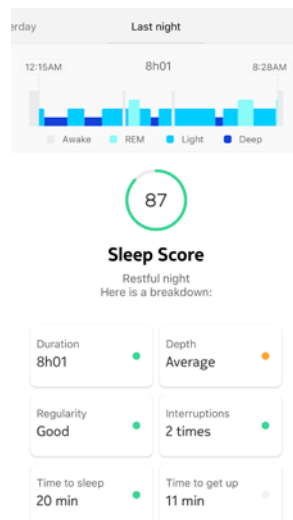 erday
Last night
12:15AM
8h01
8:28AM
Awake
REM
Light
Deep
87
Sleep Score
Restful night
Here is a breakdown:
Duration
8h01
Depth
Average
Regularity
Good
Interruptions
2 times
Time to sleep
20 min
Time to get up
11 min